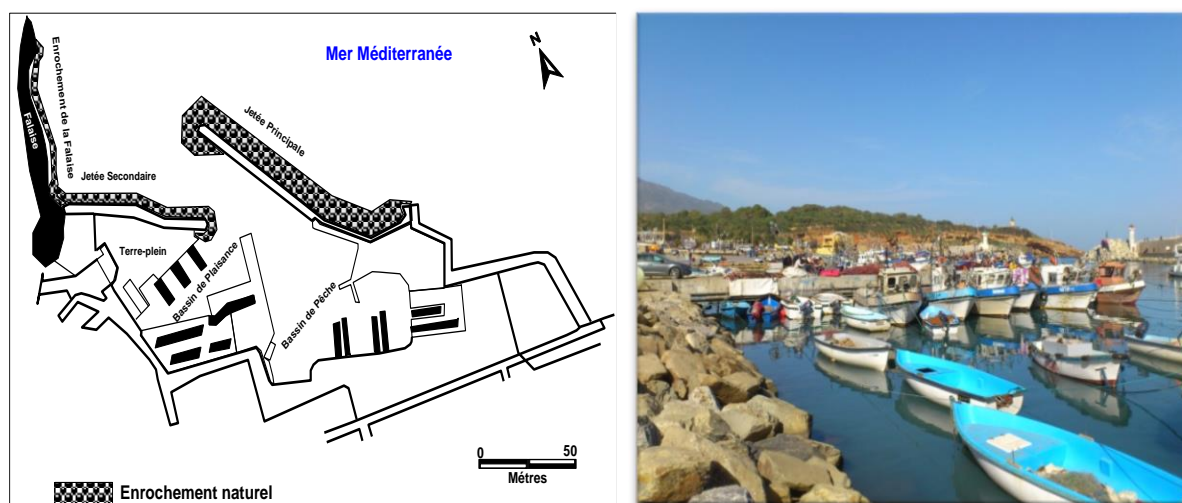 Mer Méditerranée
N
Enrochement de la Falaise
Falaise
Jetée Principale
Jetée Secondaire
Terre-plein
Bassin de Plaisance
Bassin de Pêche
0 50
Métres
Enrochement naturel